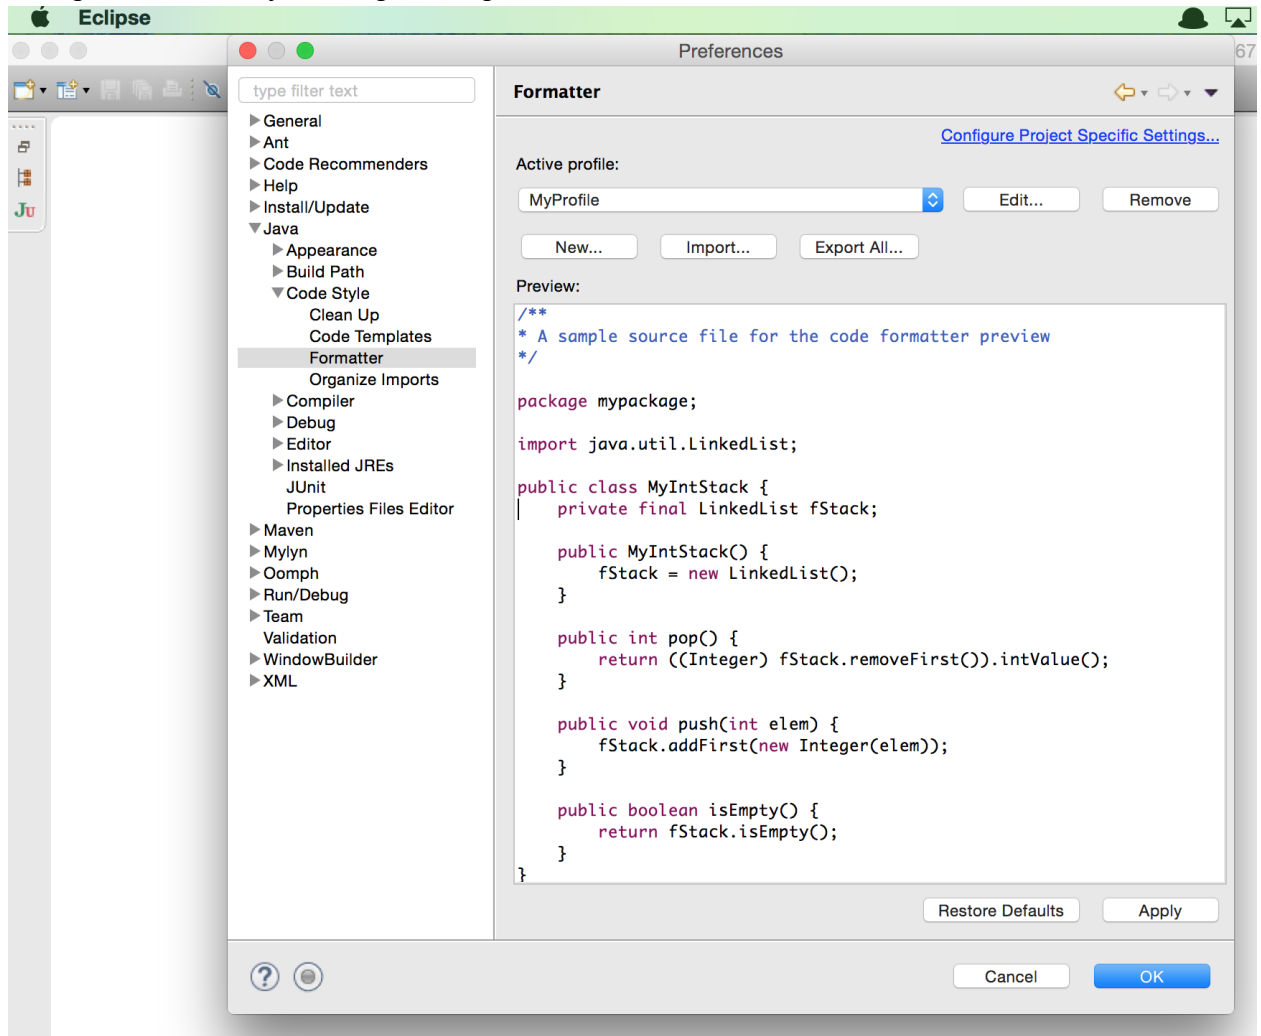 Eclipse
Preferences
67
type filter text
Formatter
General
Ant
Code Recommenders
Help
Install/Update
Java
Appearance
Build Path
Code Style
Clean Up
Code Templates
Formatter
Organize Imports
Compiler
Debug
Editor
Installed JREs
JUnit
Properties Files Editor
Maven
Mylyn
Oomph
Run/Debug
Team
Validation
WindowBuilder
XML
Configure Project Specific Settings...
Active profile:
MyProfile
Edit...
Remove
New...
Import...
Export All...
Preview:
/**
* A sample source file for the code formatter preview
*/
package mypackage;
import java.util.LinkedList;
public class MyIntStack {
private final LinkedList fStack;
public MyIntStack() {
fStack = new LinkedList();
}
public int pop() {
return ((Integer) fStack.removeFirst()).intValue();
}
public void push(int elem) {
fStack.addFirst(new Integer(elem));
}
public boolean isEmpty() {
return fStack.isEmpty();
}
}
Restore Defaults
Apply
Cancel
OK
JU
?